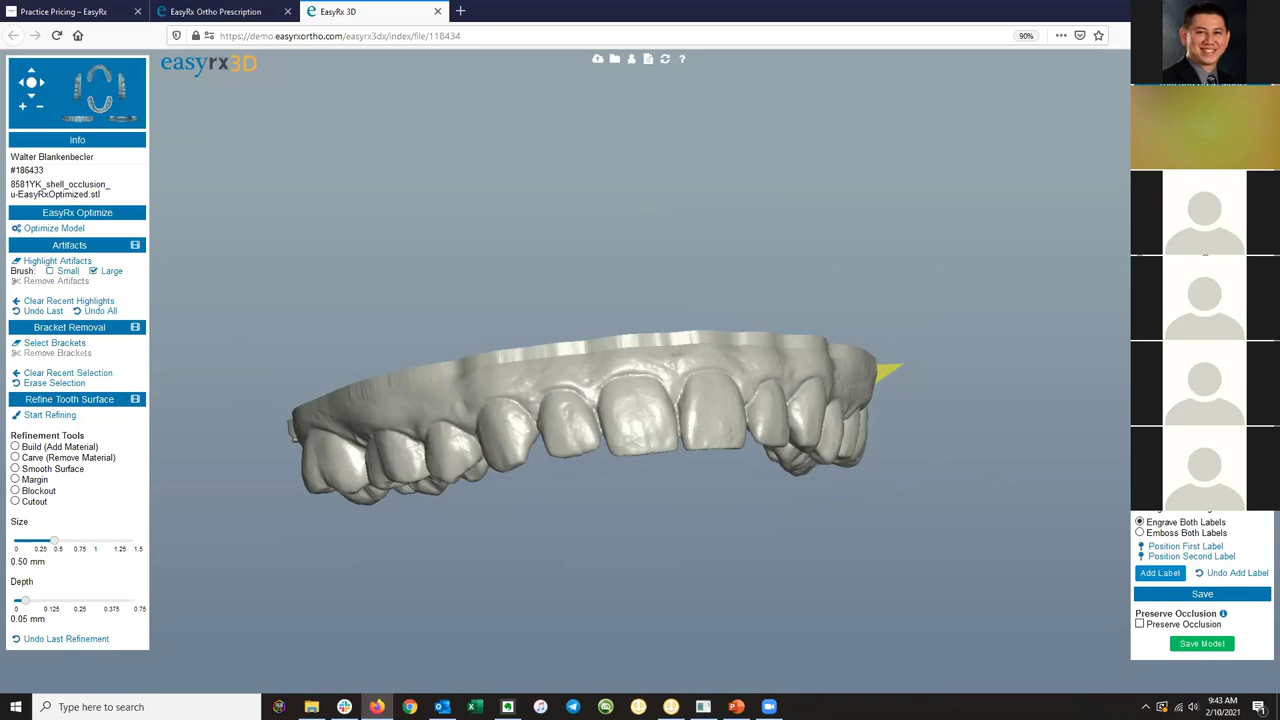 Practice Pricing – EasyRx
EasyRx Ortho Prescription
EasyRx 3D
https://demo.easyrxortho.com/easyrx3dx/index/file/118434
90%
easyrx3D
Info
Walter Blankenbecler
#186433
8581YK_shell_occlusion_
u-EasyRxOptimized.stl
EasyRx Optimize
Optimize Model
Artifacts
Highlight Artifacts
Brush: Small Large
Remove Artifacts
Clear Recent Highlights
Undo Last Undo All
Bracket Removal
Select Brackets
Remove Brackets
Clear Recent Selection
Erase Selection
Refine Tooth Surface
Start Refining
Refinement Tools
Build (Add Material)
Carve (Remove Material)
Smooth Surface
Margin
Blockout
Cutout
Size
0 0.25 0.5 0.75 1 1.25 1.5
0.50 mm
Depth
0 0.125 0.25 0.375 0.75
0.05 mm
Undo Last Refinement
Engrave Both Labels
Emboss Both Labels
Position First Label
Position Second Label
Add Label Undo Add Label
Save
Preserve Occlusion
Preserve Occlusion
Save Model
Type here to search
9:43 AM
2/10/2021